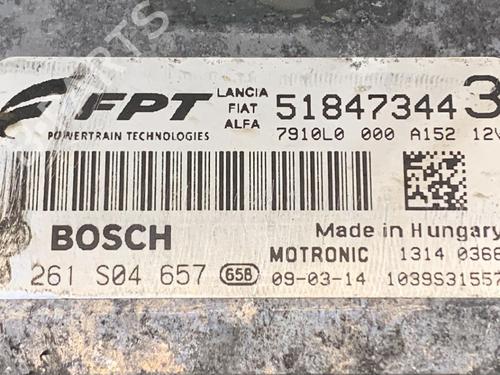 FPT
POWERTRAIN TECHNOLOGIES
LANCIA
FIAT
ALFA
51847344 3
7910L0 000 A152 12V
BOSCH
Made in Hungary
MOTRONIC 1314 0368
261 S04 657 658 09-03-14 1039S31557